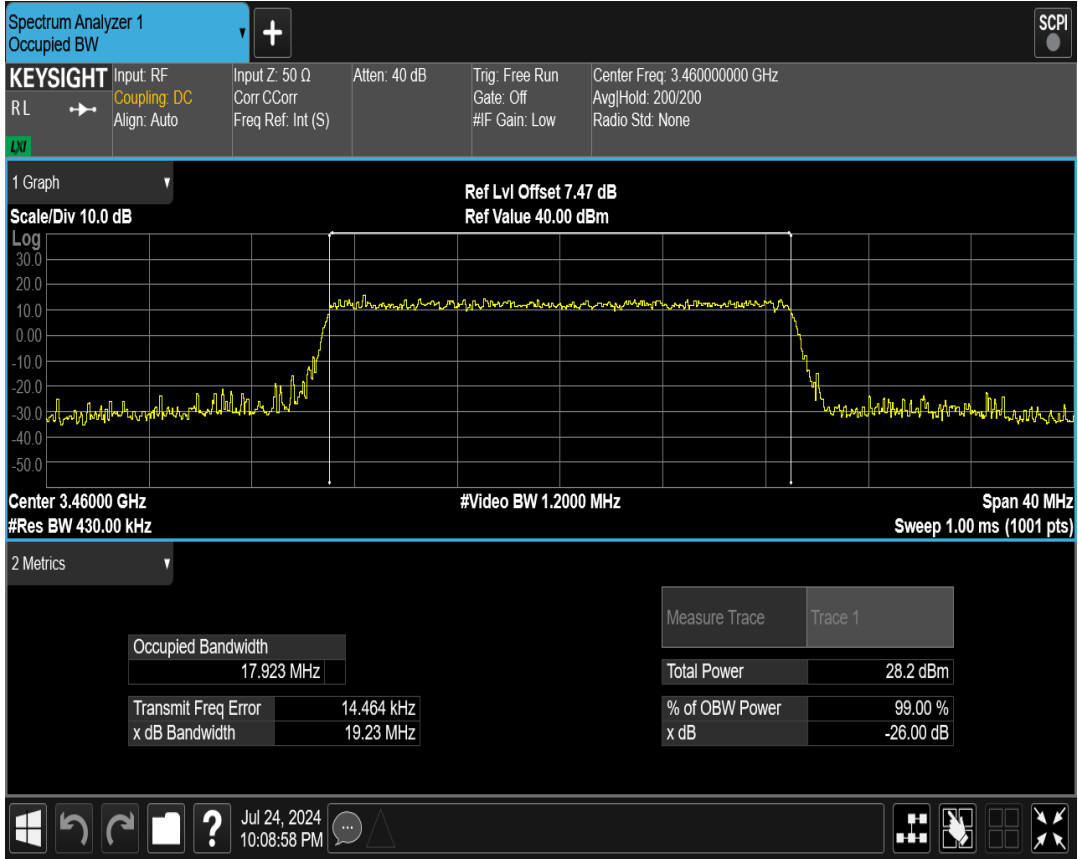 Spectrum Analyzer 1
Occupied BW
+
SCPI
KEYSIGHT
RL
LXI
Input: RF
Coupling: DC
Align: Auto
Input Z: 50 Ω
Corr CCorr
Freq Ref: Int (S)
Atten: 40 dB
Trig: Free Run
Gate: Off
#IF Gain: Low
Center Freq: 3.460000000 GHz
Avg|Hold: 200/200
Radio Std: None
1 Graph
Scale/Div 10.0 dB
Ref Lvl Offset 7.47 dB
Ref Value 40.00 dBm
Log
30.0
20.0
10.0
0.00
-10.0
-20.0
-30.0
-40.0
-50.0
Center 3.46000 GHz
#Video BW 1.2000 MHz
Span 40 MHz
#Res BW 430.00 kHz
Sweep 1.00 ms (1001 pts)
2 Metrics
Measure Trace Trace 1
Occupied Bandwidth
17.923 MHz
Total Power 28.2 dBm
Transmit Freq Error 14.464 kHz
% of OBW Power 99.00 %
x dB Bandwidth 19.23 MHz
x dB -26.00 dB
?
Jul 24, 2024
10:08:58 PM